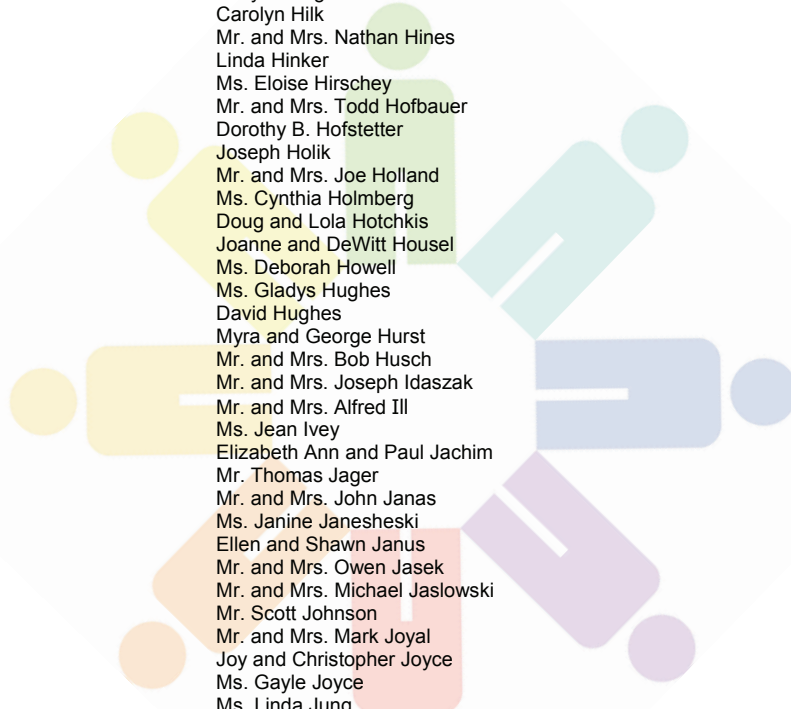 Carolyn Hilk
Mr. and Mrs. Nathan Hines
Linda Hinker
Ms. Eloise Hirschey
Mr. and Mrs. Todd Hofbauer
Dorothy B. Hofstetter
Joseph Holik
Mr. and Mrs. Joe Holland
Ms. Cynthia Holmberg
Doug and Lola Hotchkis
Joanne and DeWitt Housel
Ms. Deborah Howell
Ms. Gladys Hughes
David Hughes
Myra and George Hurst
Mr. and Mrs. Bob Husch
Mr. and Mrs. Joseph Idaszak
Mr. and Mrs. Alfred Ill
Ms. Jean Ivey
Elizabeth Ann and Paul Jachim
Mr. Thomas Jager
Mr. and Mrs. John Janas
Ms. Janine Janesheski
Ellen and Shawn Janus
Mr. and Mrs. Owen Jasek
Mr. and Mrs. Michael Jaslowski
Mr. Scott Johnson
Mr. and Mrs. Mark Joyal
Joy and Christopher Joyce
Ms. Gayle Joyce
Ms. Linda Jung